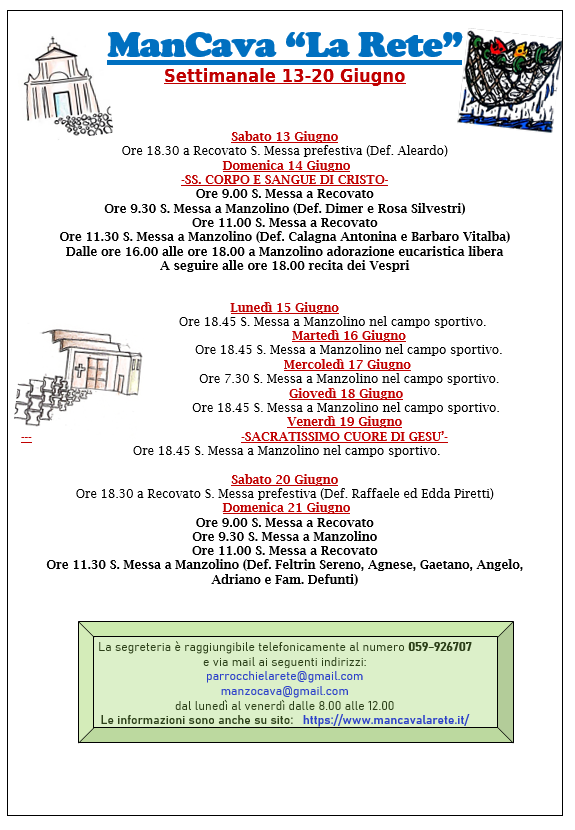 ManCava “La Rete”
Settimanale 13-20 Giugno
Sabato 13 Giugno
Ore 18.30 a Recovato S. Messa prefestiva (Def. Aleardo)
Domenica 14 Giugno
-SS. CORPO E SANGUE DI CRISTO-
Ore 9.00 S. Messa a Recovato
Ore 9.30 S. Messa a Manzolino (Def. Dimer e Rosa Silvestri)
Ore 11.00 S. Messa a Recovato
Ore 11.30 S. Messa a Manzolino (Def. Calagna Antonina e Barbaro Vitalba)
Dalle ore 16.00 alle ore 18.00 a Manzolino adorazione eucaristica libera
A seguire alle ore 18.00 recita dei Vespri
Lunedì 15 Giugno
Ore 18.45 S. Messa a Manzolino nel campo sportivo.
Martedì 16 Giugno
Ore 18.45 S. Messa a Manzolino nel campo sportivo.
Mercoledì 17 Giugno
Ore 7.30 S. Messa a Manzolino nel campo sportivo.
Giovedì 18 Giugno
Ore 18.45 S. Messa a Manzolino nel campo sportivo.
Venerdì 19 Giugno
--- -SACRATISSIMO CUORE DI GESU’-
Ore 18.45 S. Messa a Manzolino nel campo sportivo.
Sabato 20 Giugno
Ore 18.30 a Recovato S. Messa prefestiva (Def. Raffaele ed Edda Piretti)
Domenica 21 Giugno
Ore 9.00 S. Messa a Recovato
Ore 9.30 S. Messa a Manzolino
Ore 11.00 S. Messa a Recovato
Ore 11.30 S. Messa a Manzolino (Def. Feltrin Sereno, Agnese, Gaetano, Angelo,
Adriano e Fam. Defunti)
La segreteria è raggiungibile telefonicamente al numero 059-926707
e via mail ai seguenti indirizzi:
parrocchielarete@gmail.com
manzocava@gmail.com
dal lunedì al venerdì dalle 8.00 alle 12.00
Le informazioni sono anche su sito: https://www.mancavalarete.it/